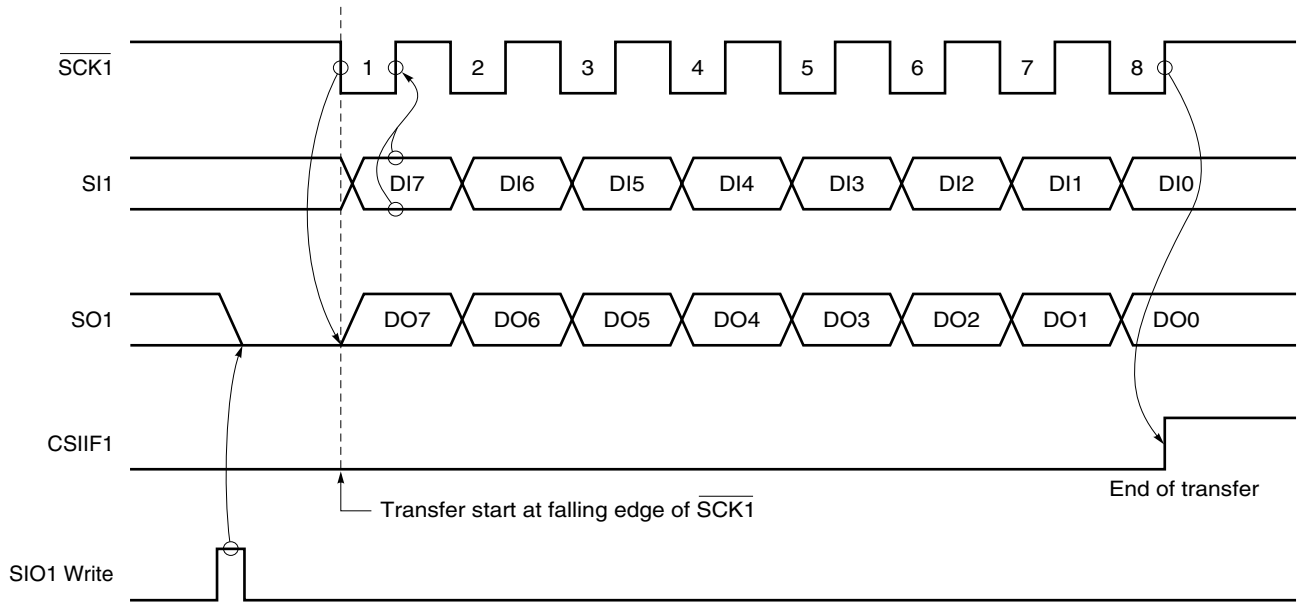 SCK1
1 2 3 4 5 6 7 8
SI1
DI7 DI6 DI5 DI4 DI3 DI2 DI1 DI0
SO1
DO7 DO6 DO5 DO4 DO3 DO2 DO1 DO0
CSIIF1
End of transfer
Transfer start at falling edge of SCK1
SIO1 Write